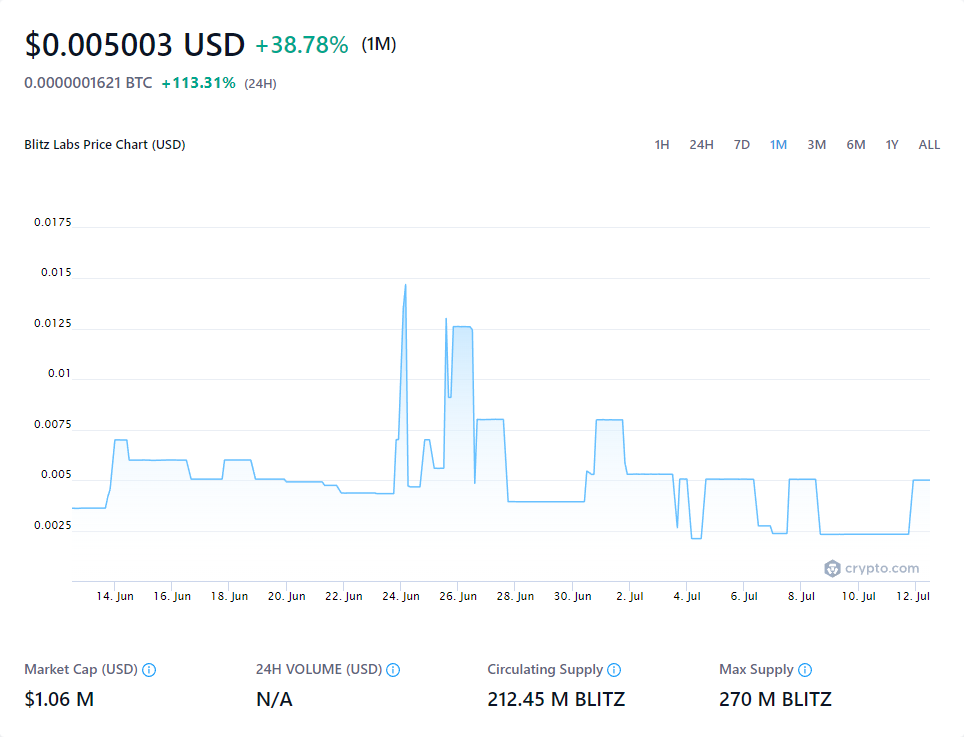 $0.005003 USD +38.78% (1M)
0.0000001621 BTC +113.31% (24H)
Blitz Labs Price Chart (USD) 1H 24H 7D 1M 3M 6M 1Y ALL
0.0175
0.015
0.0125
0.01
0.0075
0.005
0.0025
crypto.com
14. Jun 16. Jun 18. Jun 20. Jun 22. Jun 24. Jun 26. Jun 28. Jun 30. Jun 2. Jul 4. Jul 6. Jul 8. Jul 10. Jul 12. Jul
Market Cap (USD) 24H VOLUME (USD) Circulating Supply Max Supply
$1.06 M N/A 212.45 M BLITZ 270 M BLITZ